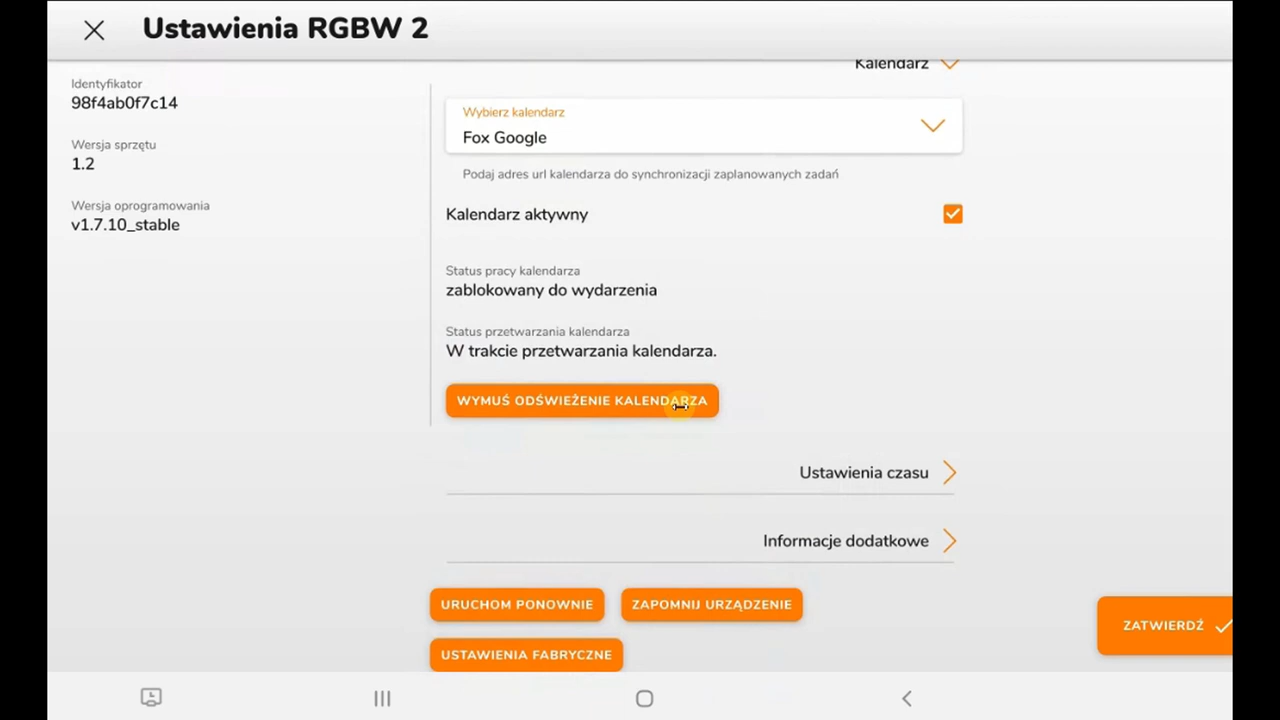 Ustawienia RGBW 2
Identyfikator
98f4ab0f7c14
Wersja sprzętu
1.2
Wersja oprogramowania
v1.7.10_stable
Kalendarz
Wybierz kalendarz
Fox Google
Podaj adres url kalendarza do synchronizacji zaplanowanych zadań
Kalendarz aktywny
Status pracy kalendarza
zablokowany do wydarzenia
Status przetwarzania kalendarza
W trakcie przetwarzania kalendarza.
WYMUŚ ODŚWIEŻENIE KALENDARZA
Ustawienia czasu
Informacje dodatkowe
URUCHOM PONOWNIE
ZAPOMNIJ URZĄDZENIE
USTAWIENIA FABRYCZNE
ZATWIERDŹ